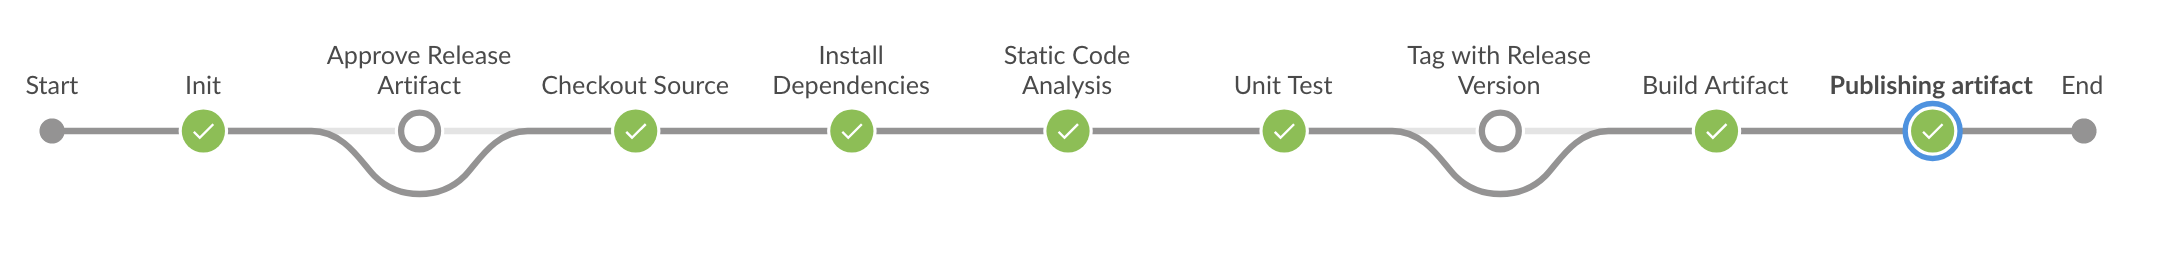 Start
Init
Approve Release
Artifact
Checkout Source
Install
Dependencies
Static Code
Analysis
Unit Test
Tag with Release
Version
Build Artifact
Publishing artifact
End